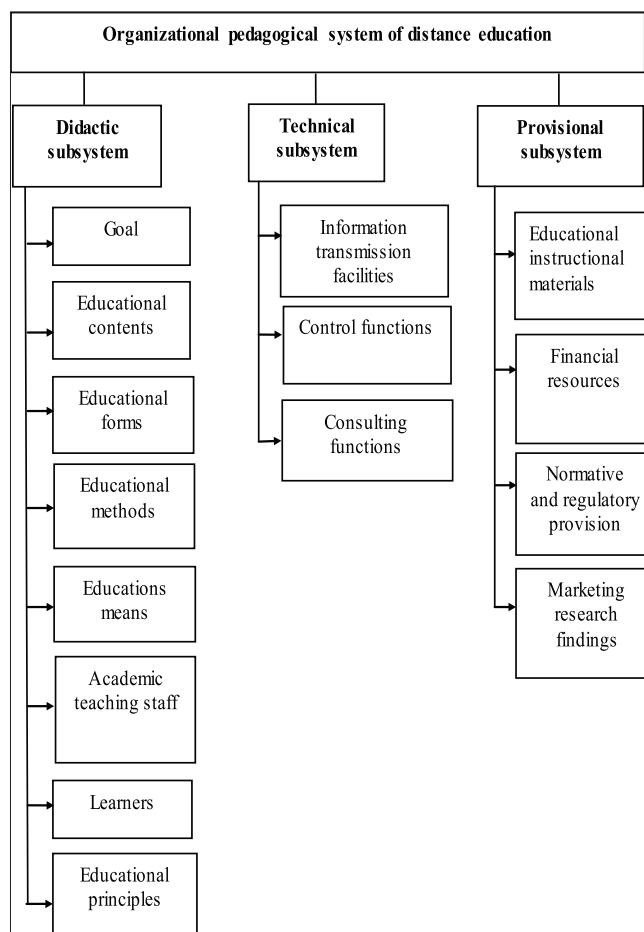 Organizational pedagogical system of distance education
Didactic
subsystem
Technical
subsystem
Provisional
subsystem
Goal
Educational
contents
Educational
forms
Educational
methods
Educations
means
Academic
teaching staff
Learners
Educational
principles
Information
transmission
facilities
Control functions
Consulting
functions
Educational
instructional
materials
Financial
resources
Normative
and regulatory
provision
Marketing
research
findings